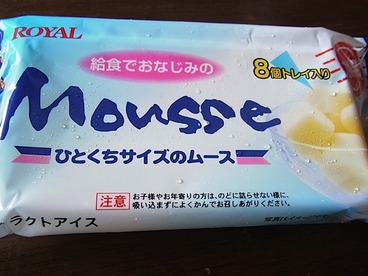 ROYAL
給食でおなじみの
8個トレイ入り
Mousse
ひとくちサイズのムース
注意
お子様やお年寄りの方は、のどに詰らせない様に、
吸い込まずによくかんでお召しあがりください。
ラクトアイス